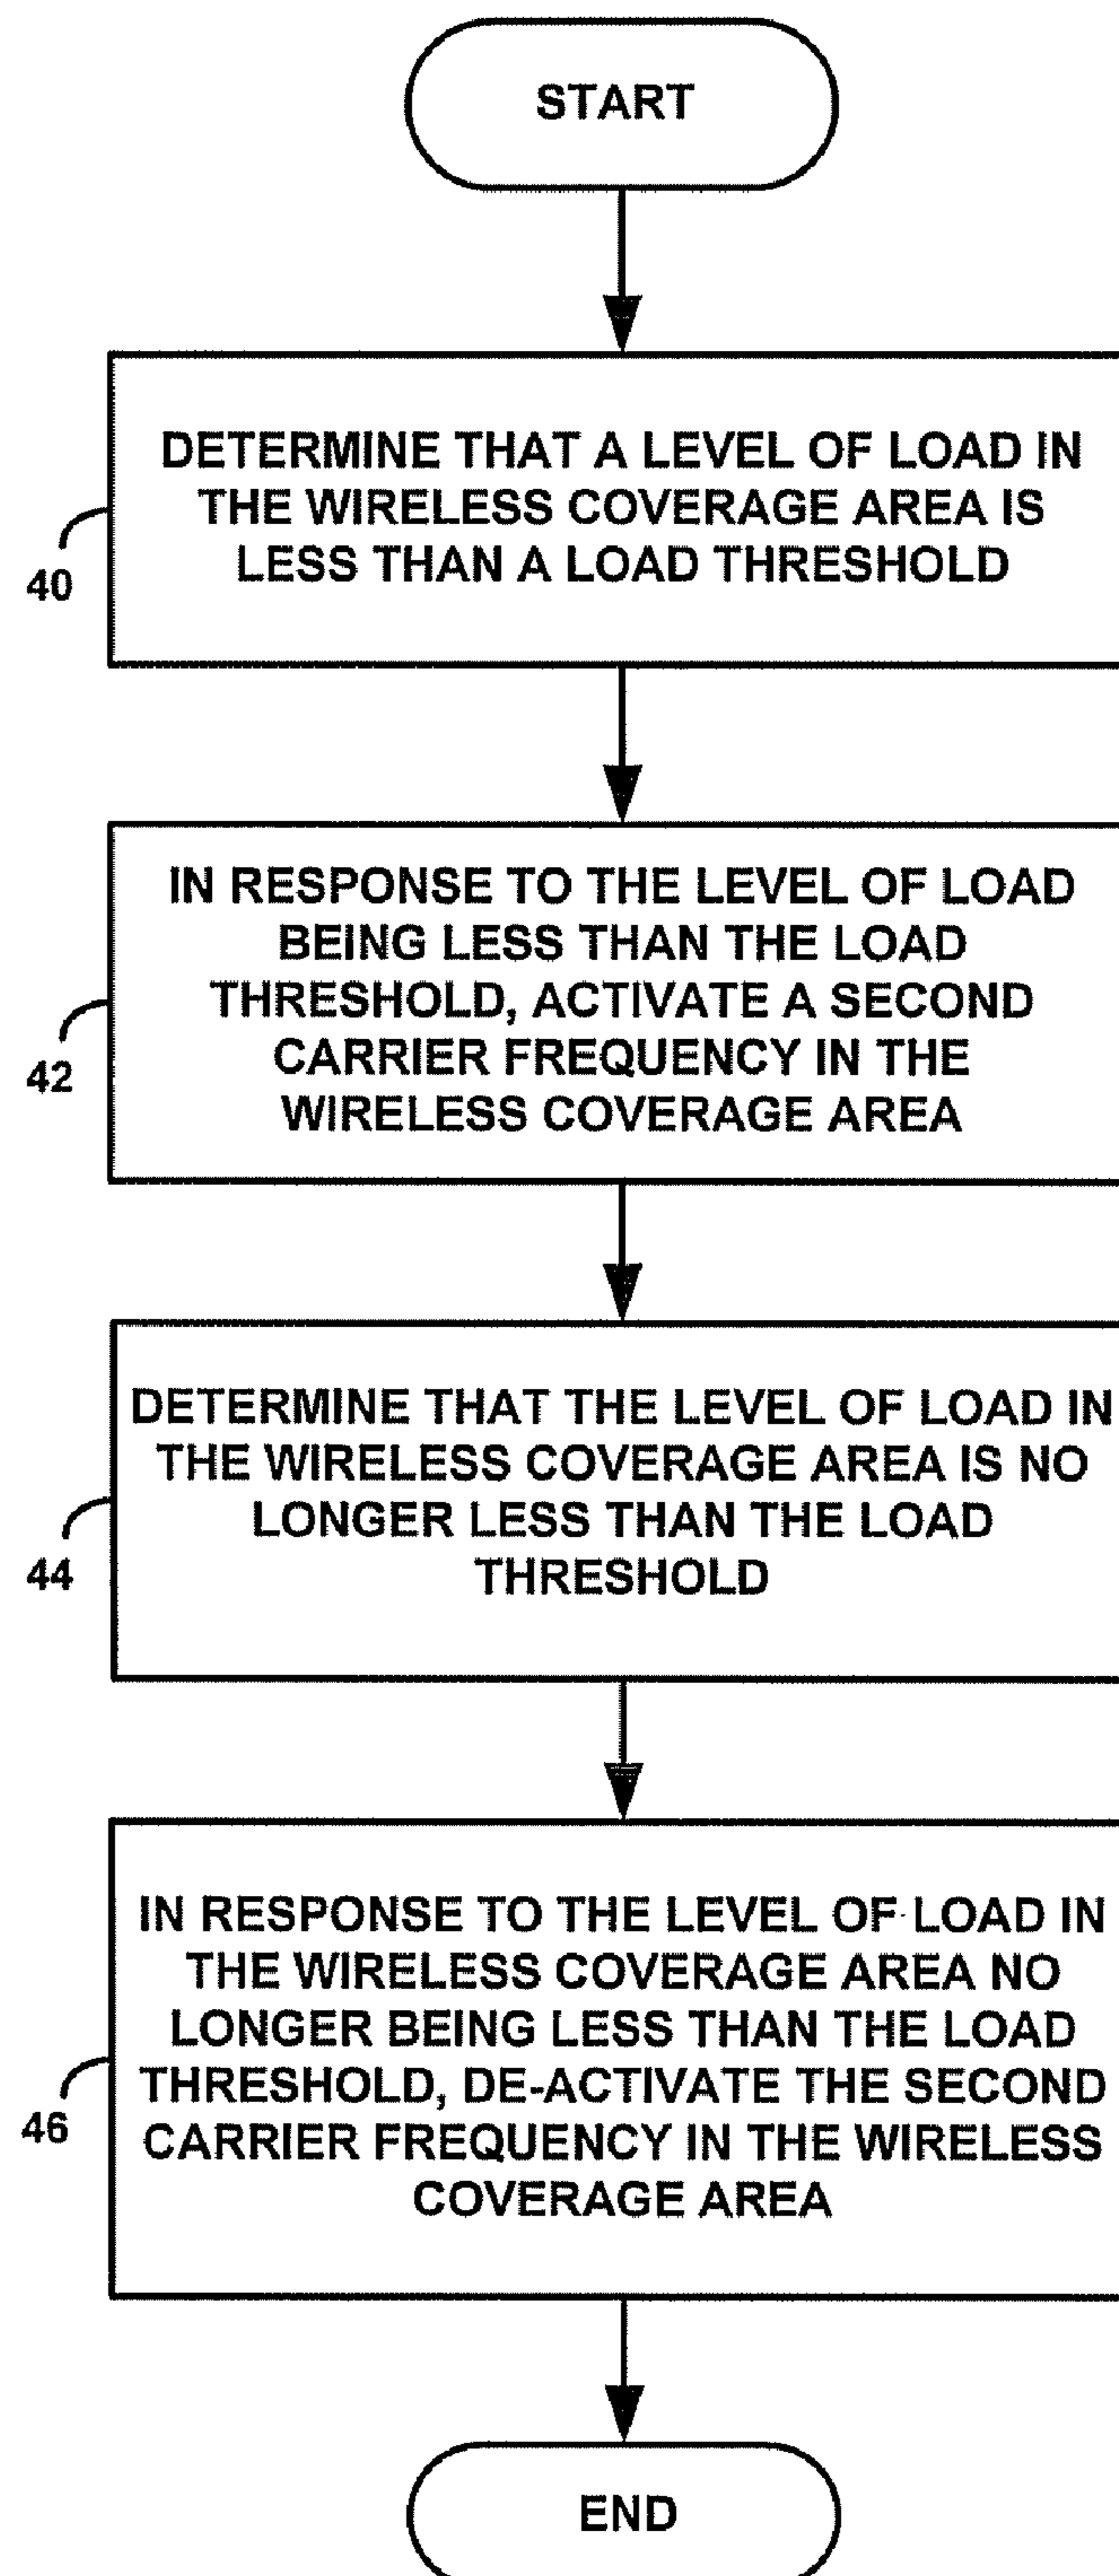 START
DETERMINE THAT A LEVEL OF LOAD IN
THE WIRELESS COVERAGE AREA IS
LESS THAN A LOAD THRESHOLD
40
IN RESPONSE TO THE LEVEL OF LOAD
BEING LESS THAN THE LOAD
THRESHOLD, ACTIVATE A SECOND
CARRIER FREQUENCY IN THE
WIRELESS COVERAGE AREA
42
DETERMINE THAT THE LEVEL OF LOAD IN
THE WIRELESS COVERAGE AREA IS NO
LONGER LESS THAN THE LOAD
THRESHOLD
44
IN RESPONSE TO THE LEVEL OF LOAD IN
THE WIRELESS COVERAGE AREA NO
LONGER BEING LESS THAN THE LOAD
THRESHOLD, DE-ACTIVATE THE SECOND
CARRIER FREQUENCY IN THE WIRELESS
COVERAGE AREA
46
END